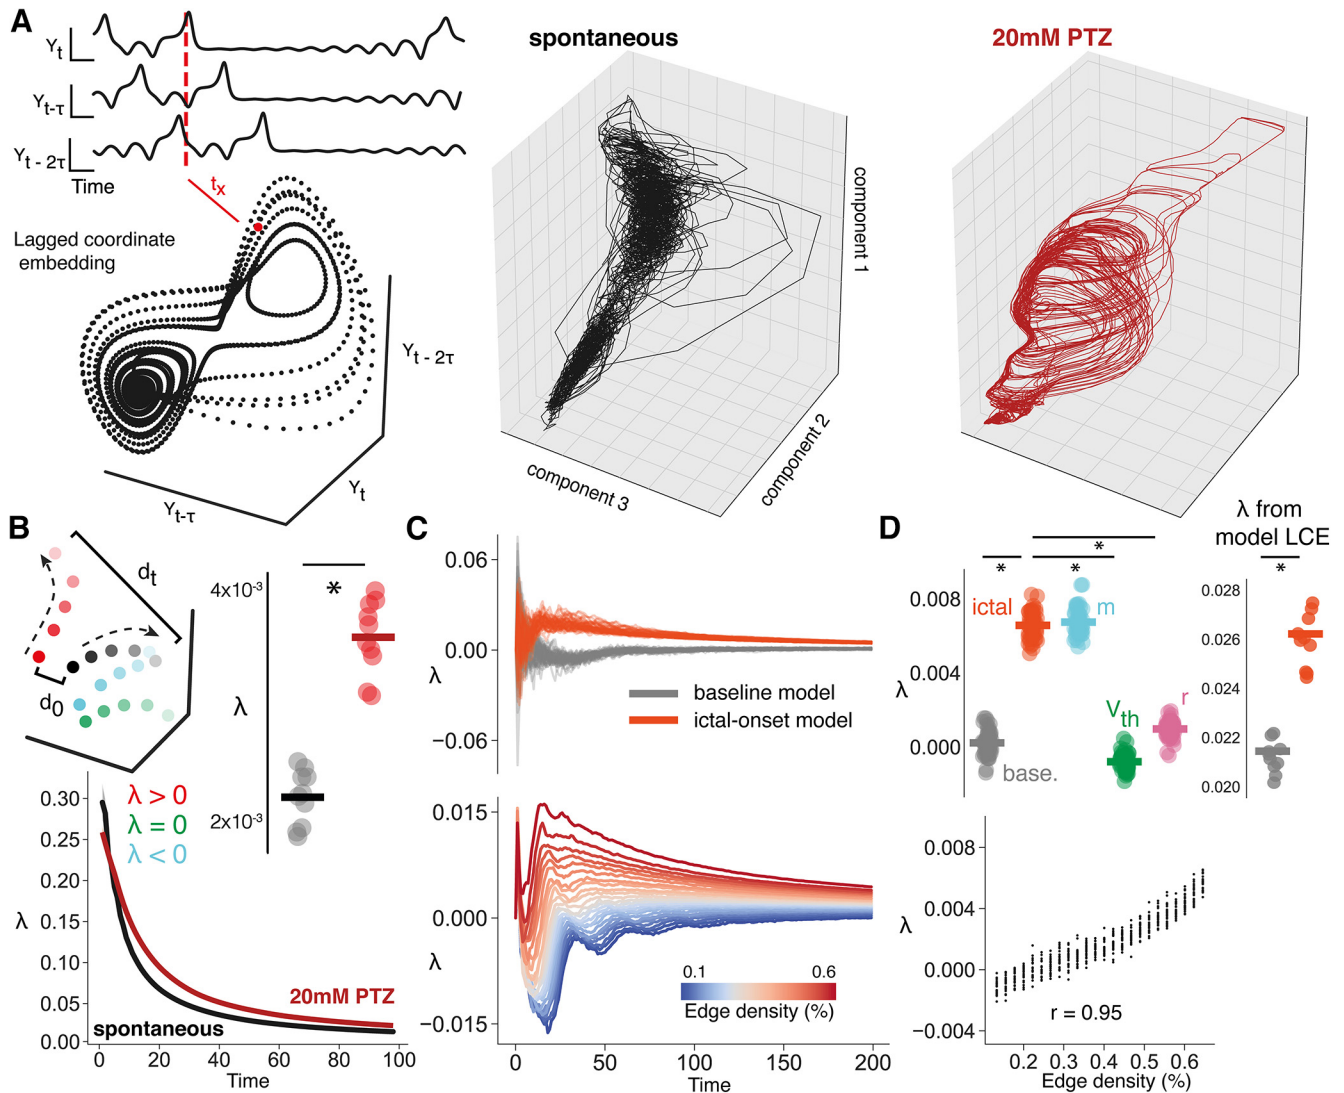 A
Yt
Yt-τ
Yt - 2τ
Time
tx
Lagged coordinate
embedding
Yt - 2τ
Yt
Yt-τ
spontaneous
component 1
component 2
component 3
20mM PTZ
B
dt
d0
λ > 0
λ = 0
λ < 0
4x10-3
*
λ
2x10-3
0.30
0.25
0.20
λ
0.15
0.10
0.05
0.00
20mM PTZ
spontaneous
0 20 40 60 80 100
Time
C
0.06
0.00
λ
−0.06
baseline model
ictal-onset model
0.015
0.000
λ
−0.015
0.1 0.6
Edge density (%)
0 50 100 150 200
Time
D
*
* *
0.008
ictal
m
0.004
λ
Vth
r
0.000
base.
λ from
model LCE
*
0.028
0.026
0.024
0.022
0.020
0.008
0.004
λ
0.000
r = 0.95
−0.004
0.2 0.3 0.4 0.5 0.6
Edge density (%)